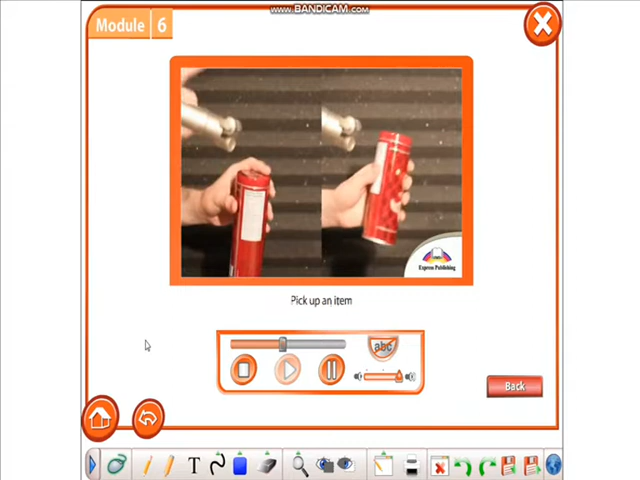 www.BANDICAM.com
Module 6
Express Publishing
Pick up an item
abc
Back
T